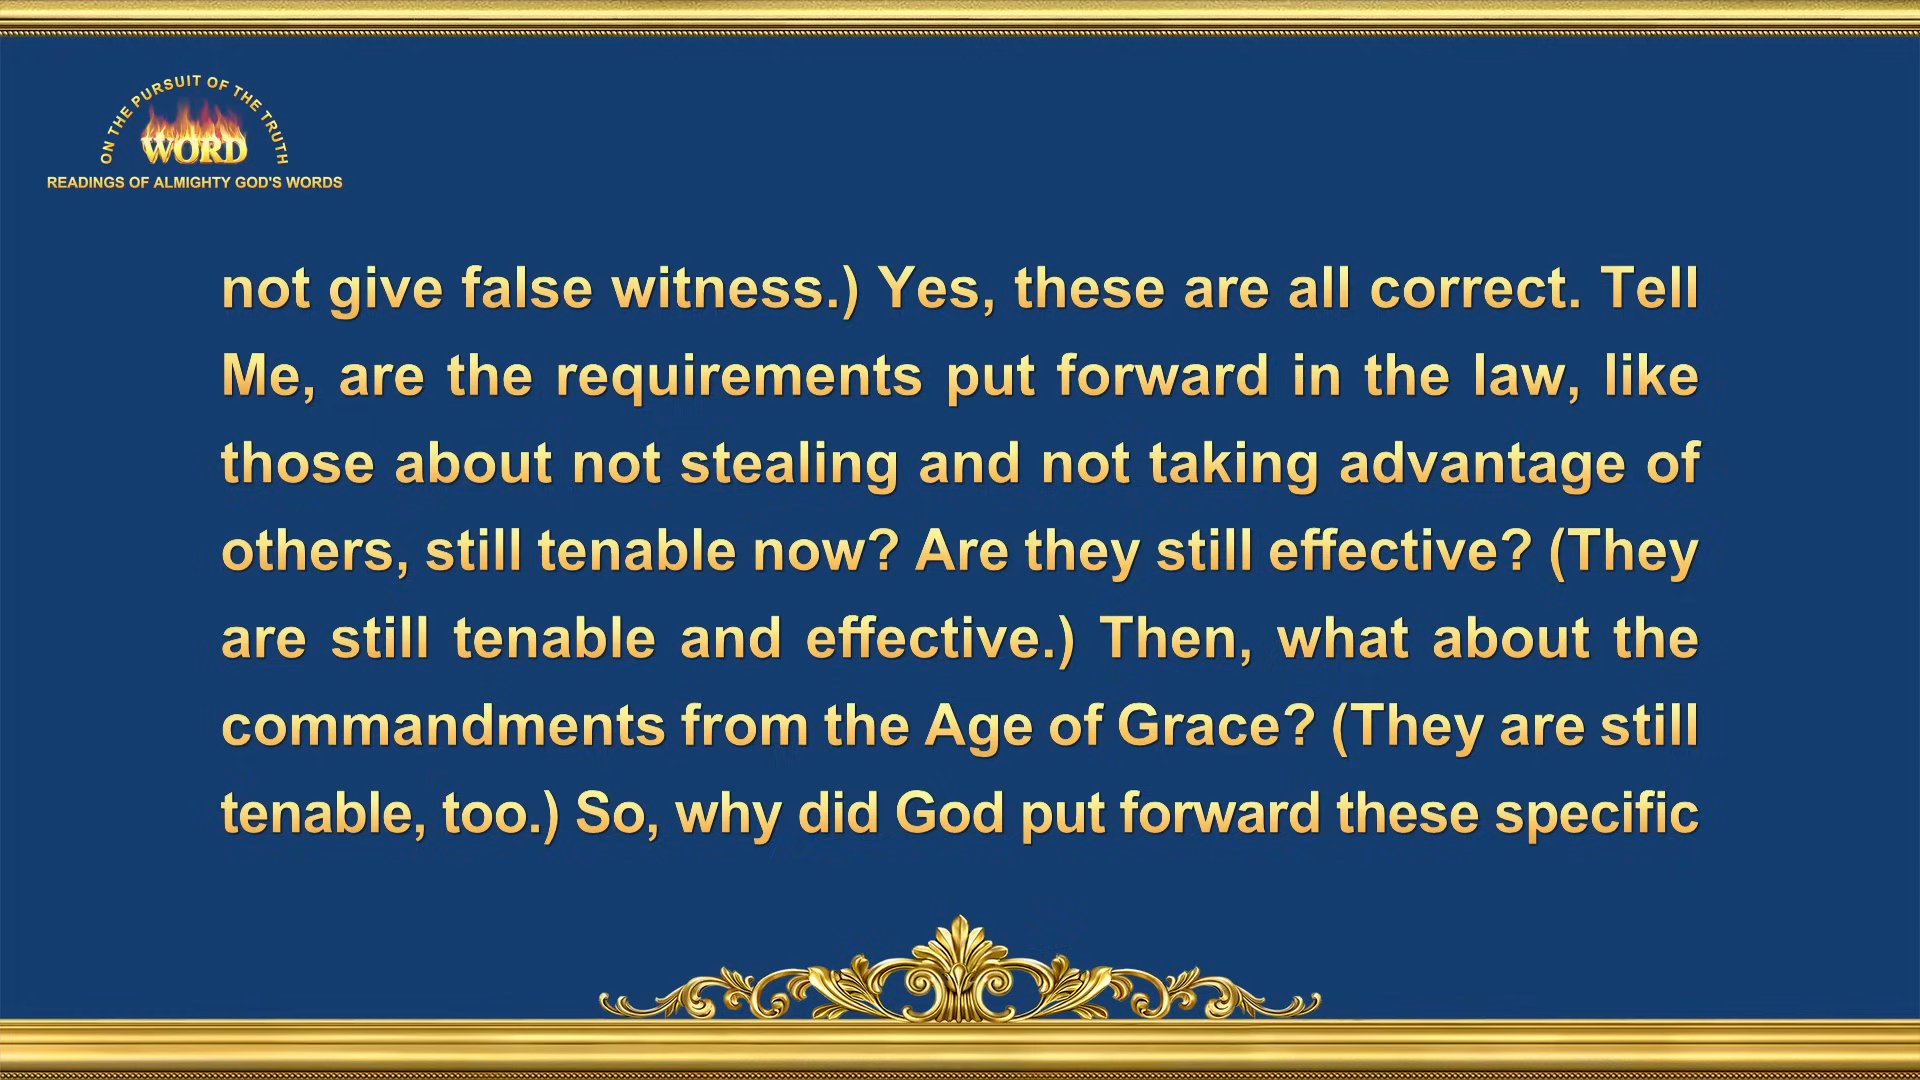 ON THE PURSUIT OF THE TRUTH
WORD
READINGS OF ALMIGHTY GOD'S WORDS
not give false witness.) Yes, these are all correct. Tell
Me, are the requirements put forward in the law, like
those about not stealing and not taking advantage of
others, still tenable now? Are they still effective? (They
are still tenable and effective.) Then, what about the
commandments from the Age of Grace? (They are still
tenable, too.) So, why did God put forward these specific